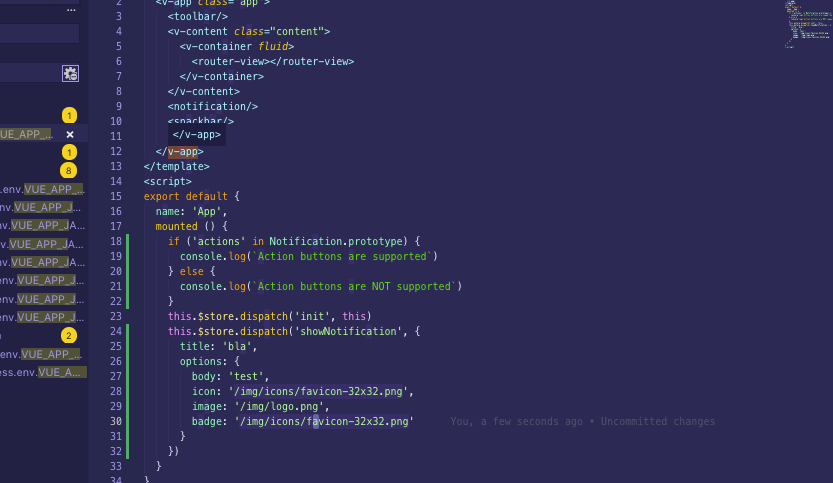 ...
1
UE_APP_... ×
1
8
.env.VUE_APP_...
nv.VUE_APP_J...
nv.VUE_APP_JA...
nv.VUE_APP_JA...
env.VUE_APP_J...
env.VUE_APP_J...
env.VUE_APP_J...
2
env.VUE_APP_...
ess.env.VUE_A...
2 <v-app class="app">
3 <toolbar/>
4 <v-content class="content">
5 <v-container fluid>
6 <router-view></router-view>
7 </v-container>
8 </v-content>
9 <notification/>
10 <snackbar/>
11 </v-app>
12 </v-app>
13 </template>
14 <script>
15 export default {
16 name: 'App',
17 mounted () {
18 if ('actions' in Notification.prototype) {
19 console.log(`Action buttons are supported`)
20 } else {
21 console.log(`Action buttons are NOT supported`)
22 }
23 this.$store.dispatch('init', this)
24 this.$store.dispatch('showNotification', {
25 title: 'bla',
26 options: {
27 body: 'test',
28 icon: '/img/icons/favicon-32x32.png',
29 image: '/img/logo.png',
30 badge: '/img/icons/favicon-32x32.png' You, a few seconds ago • Uncommitted changes
31 }
32 })
33 }
34 }